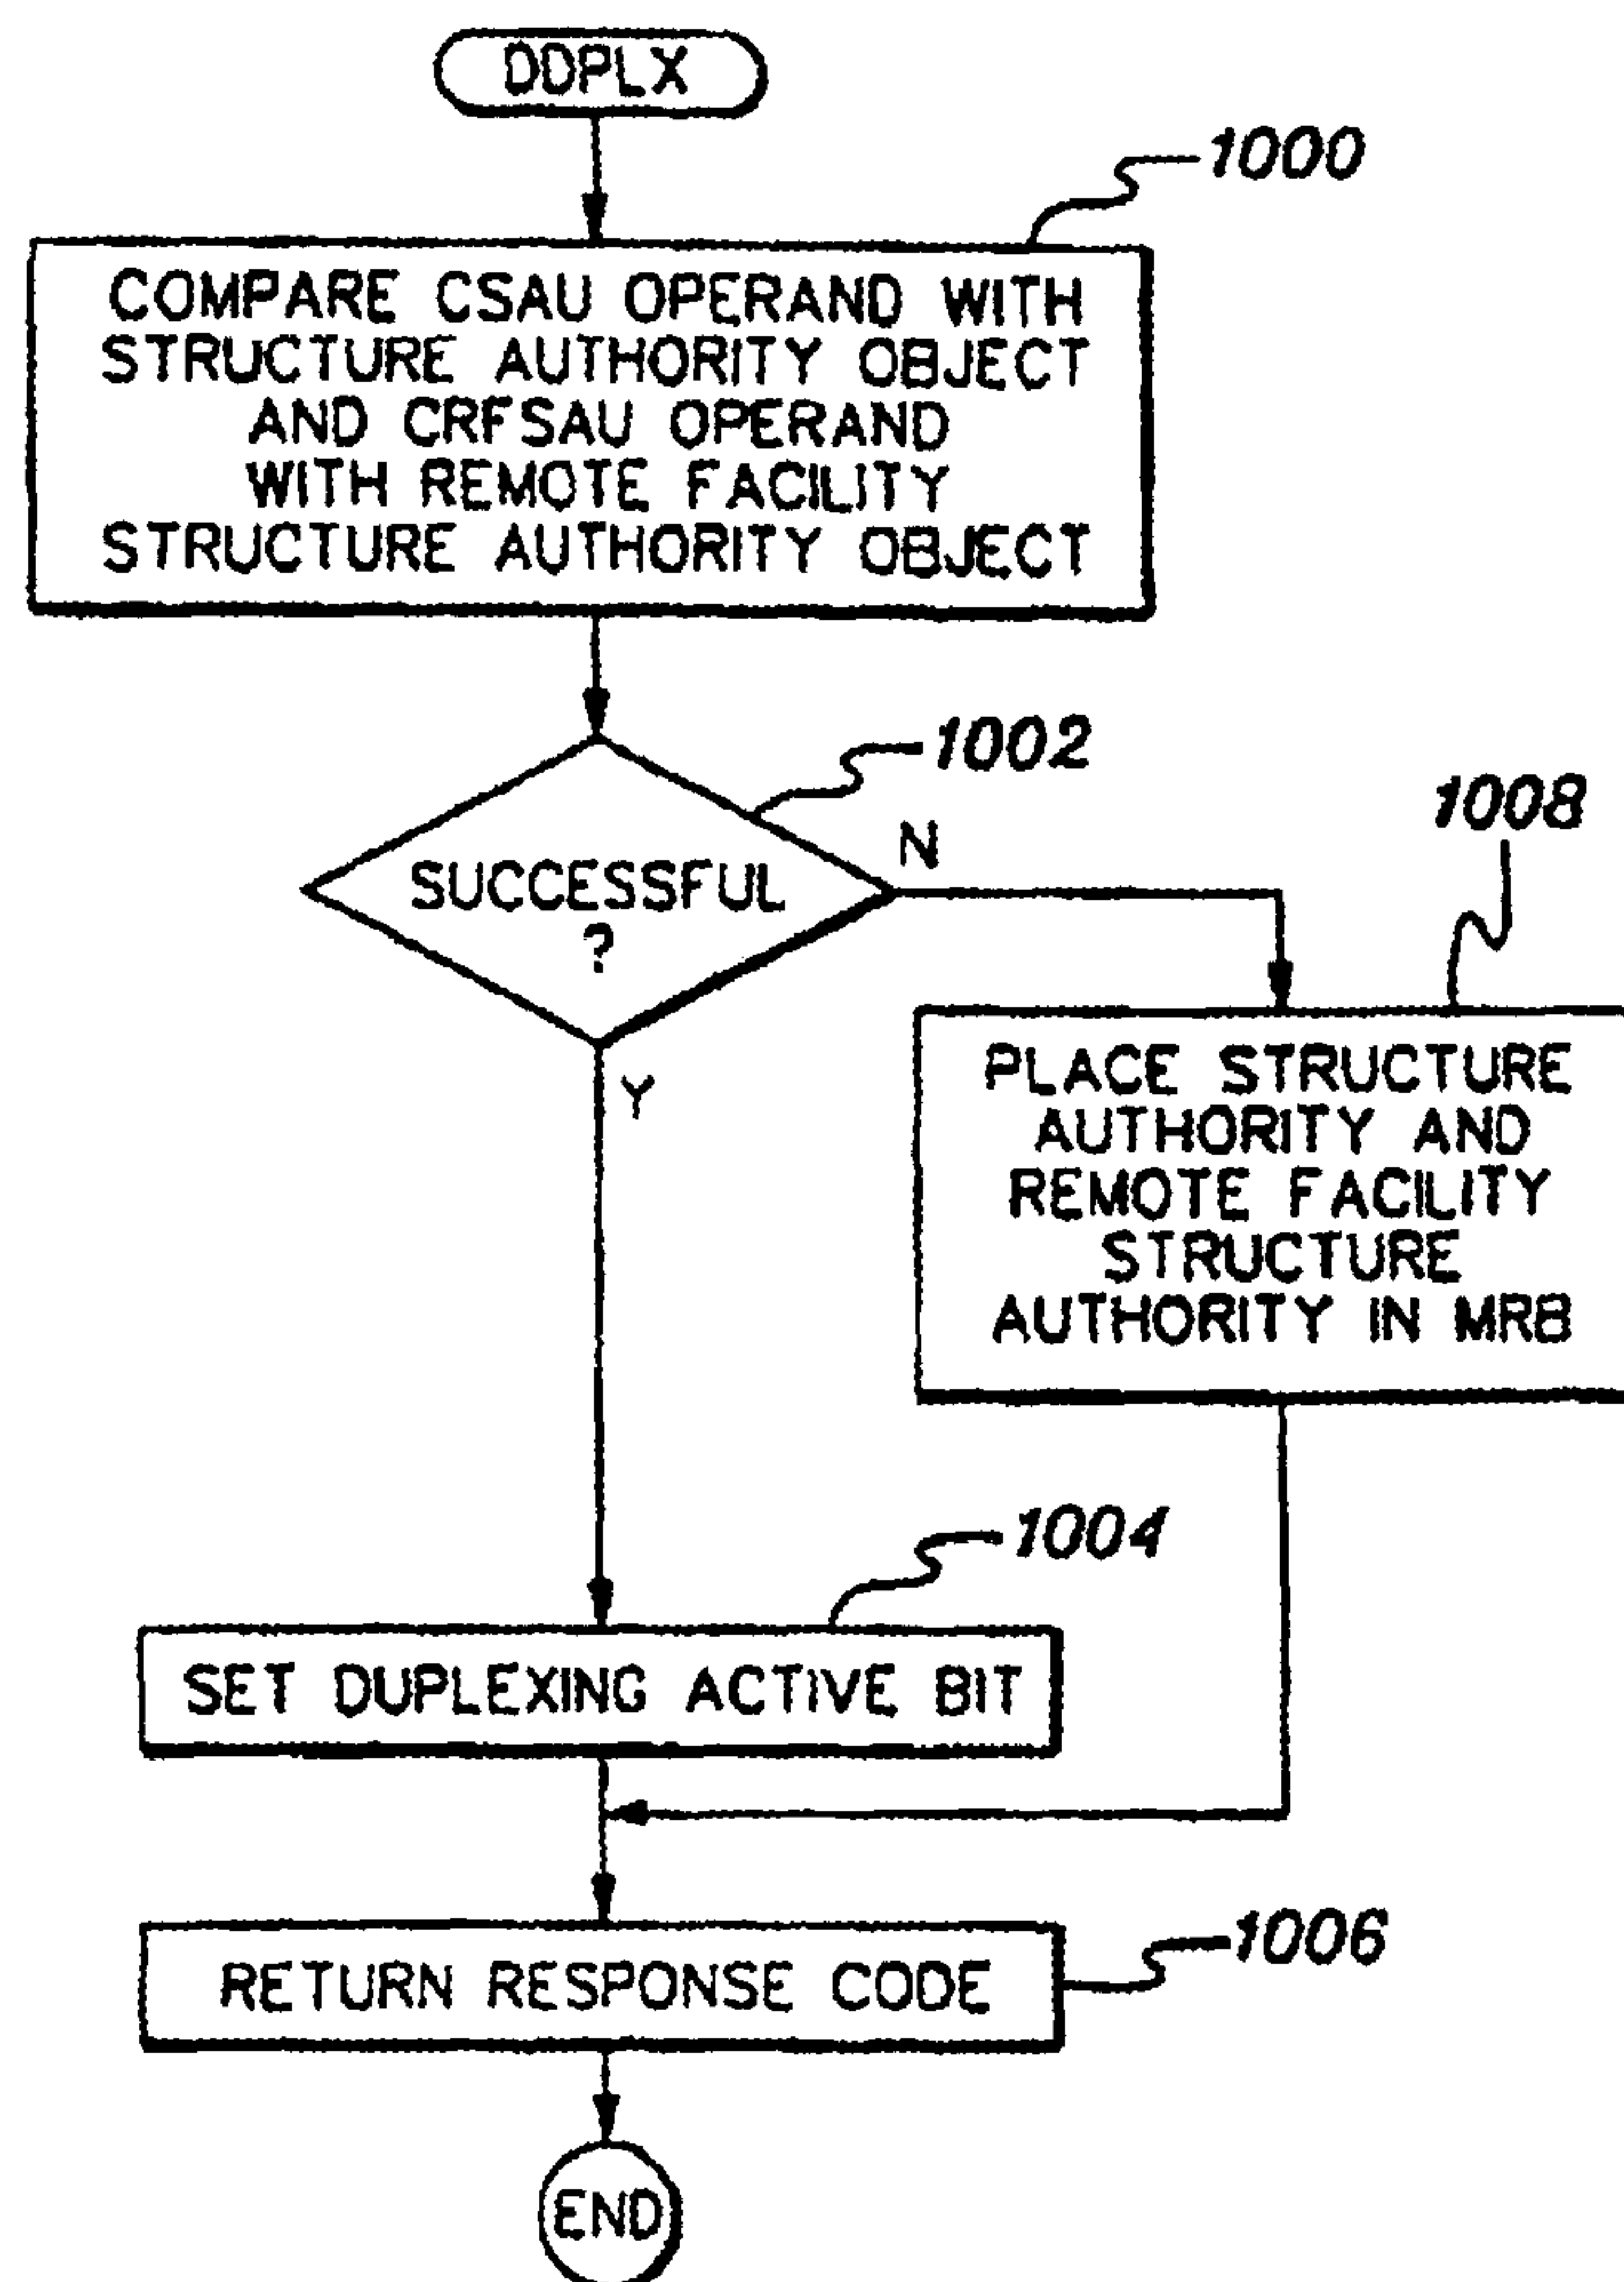 DDPLX
1000
COMPARE CSAU OPERAND WITH
STRUCTURE AUTHORITY OBJECT
AND CRFSAU OPERAND
WITH REMOTE FACILITY
STRUCTURE AUTHORITY OBJECT
1002
SUCCESSFUL
?
N
Y
1008
PLACE STRUCTURE
AUTHORITY AND
REMOTE FACILITY
STRUCTURE
AUTHORITY IN MRB
1004
SET DUPLEXING ACTIVE BIT
RETURN RESPONSE CODE
1006
END